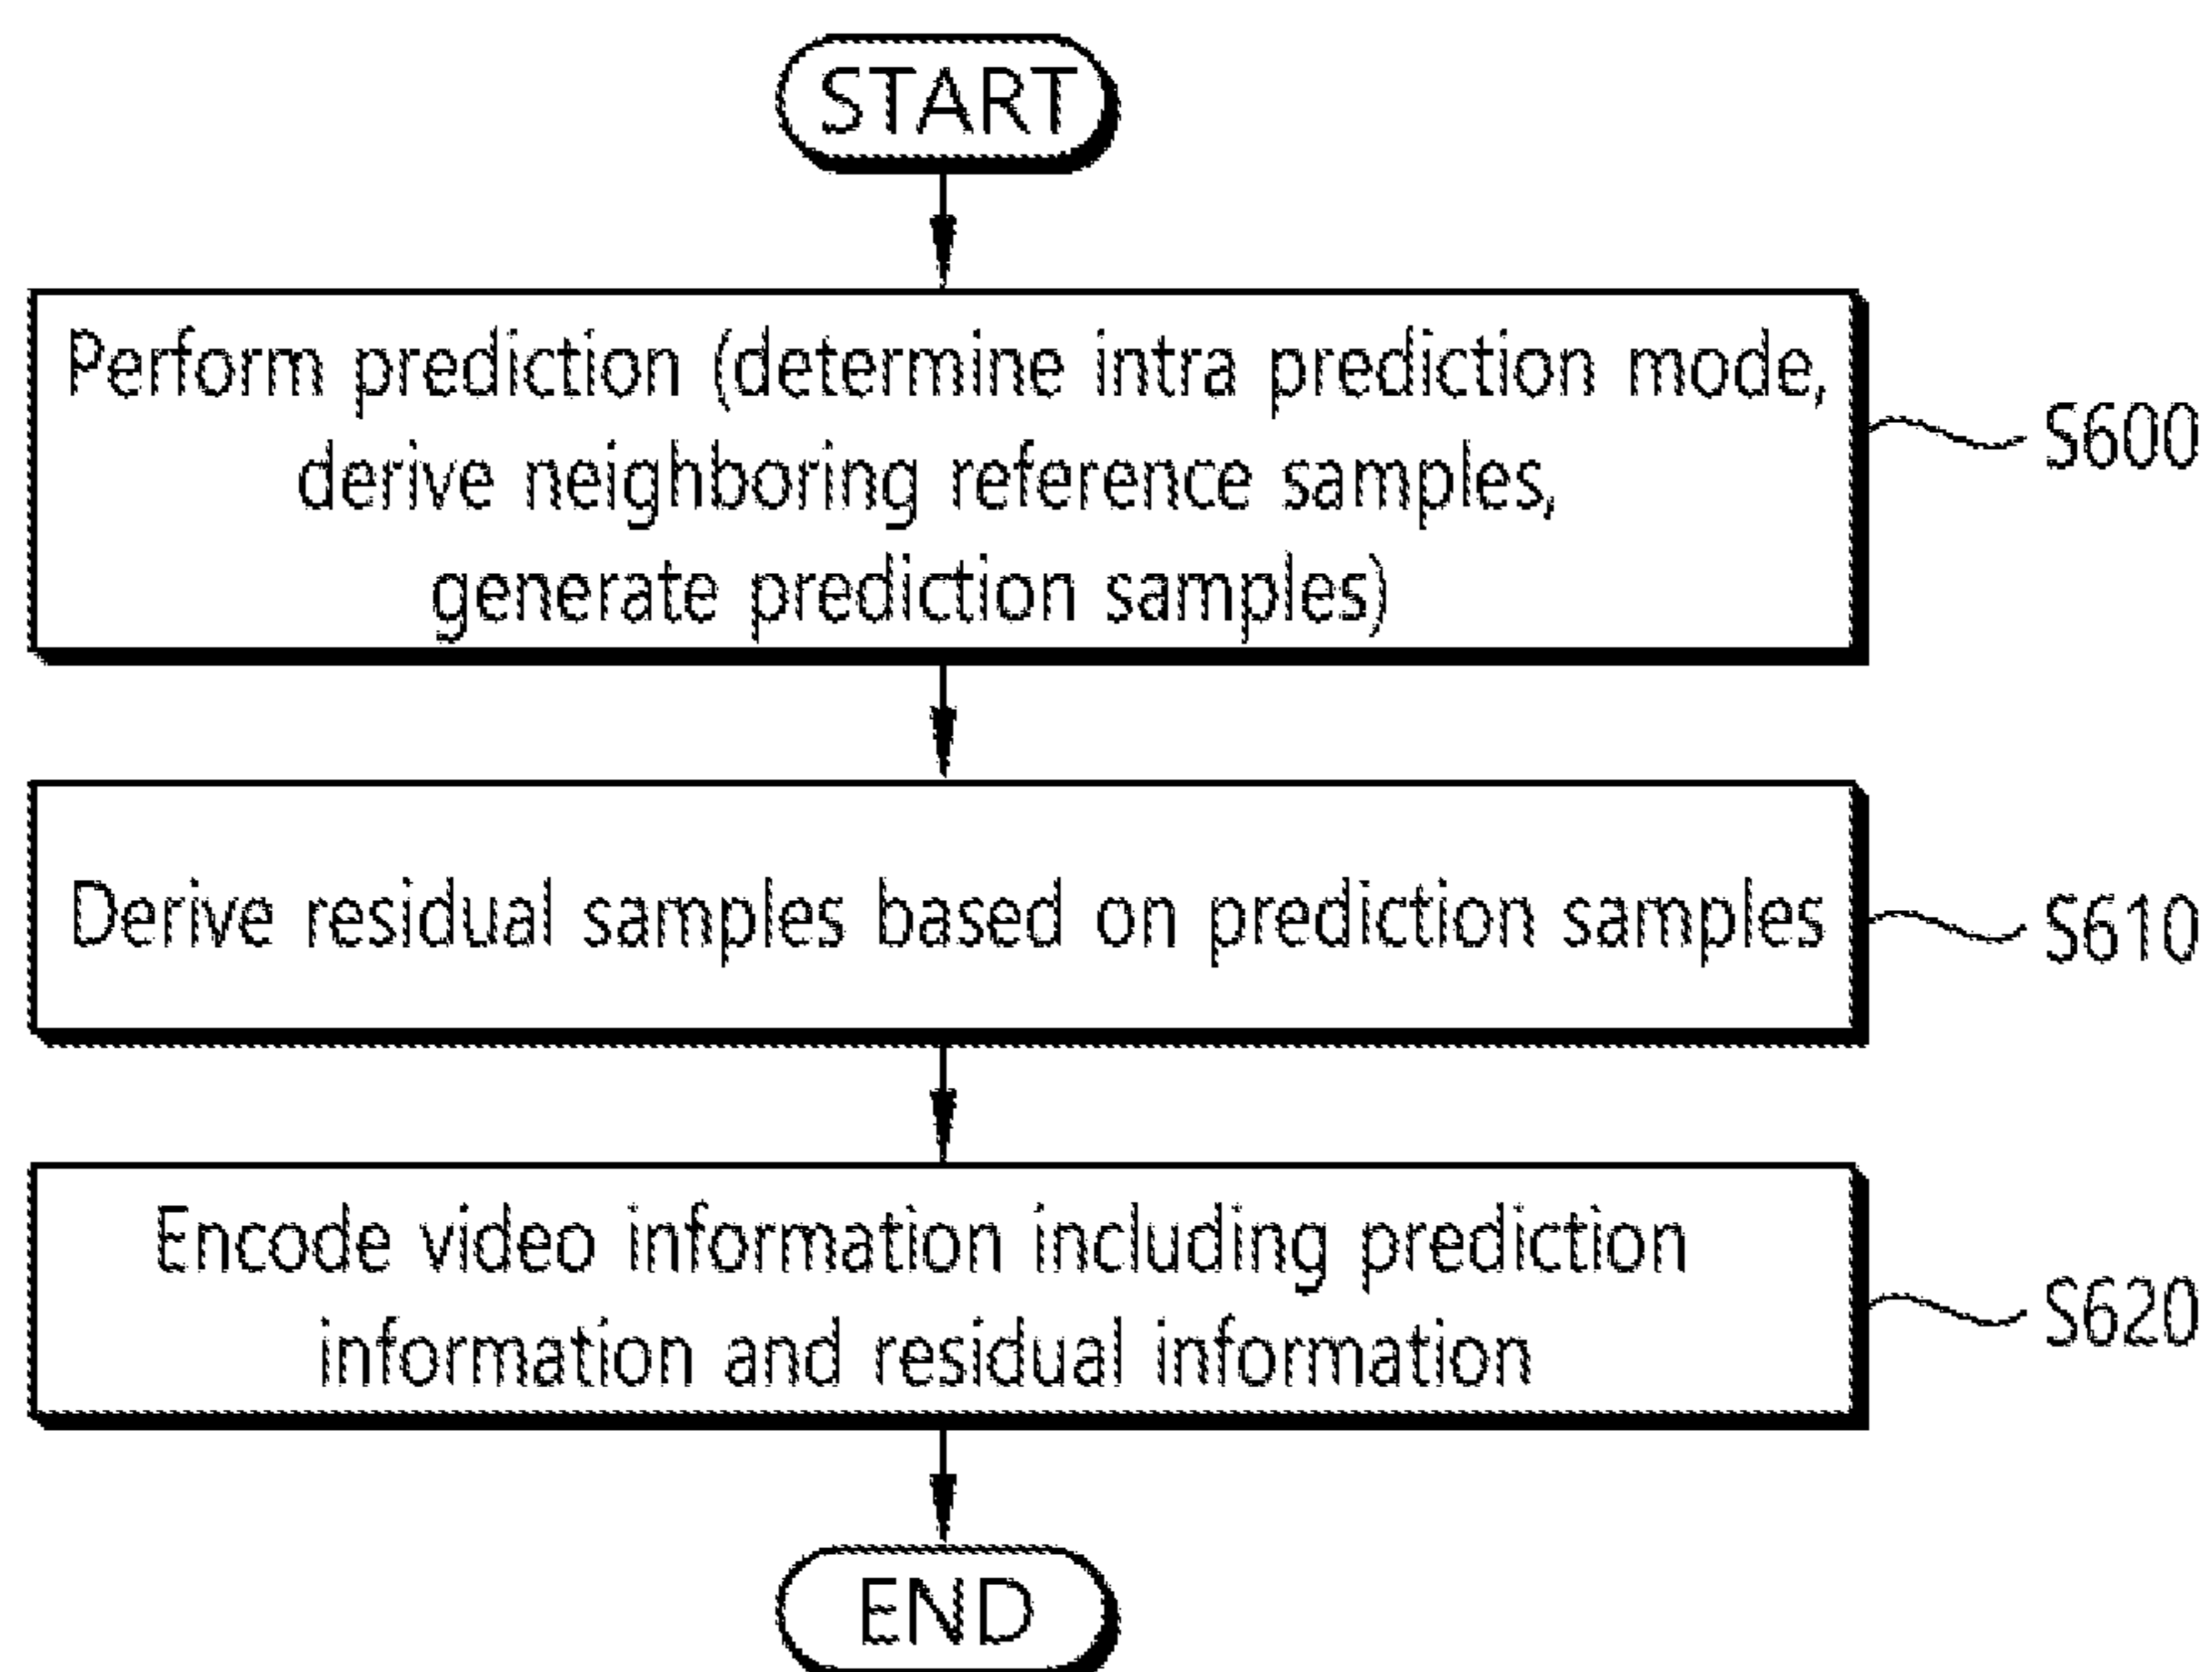 START
Perform prediction (determine intra prediction mode,
derive neighboring reference samples,
generate prediction samples)
S600
Derive residual samples based on prediction samples
S610
Encode video information including prediction
information and residual information
S620
END